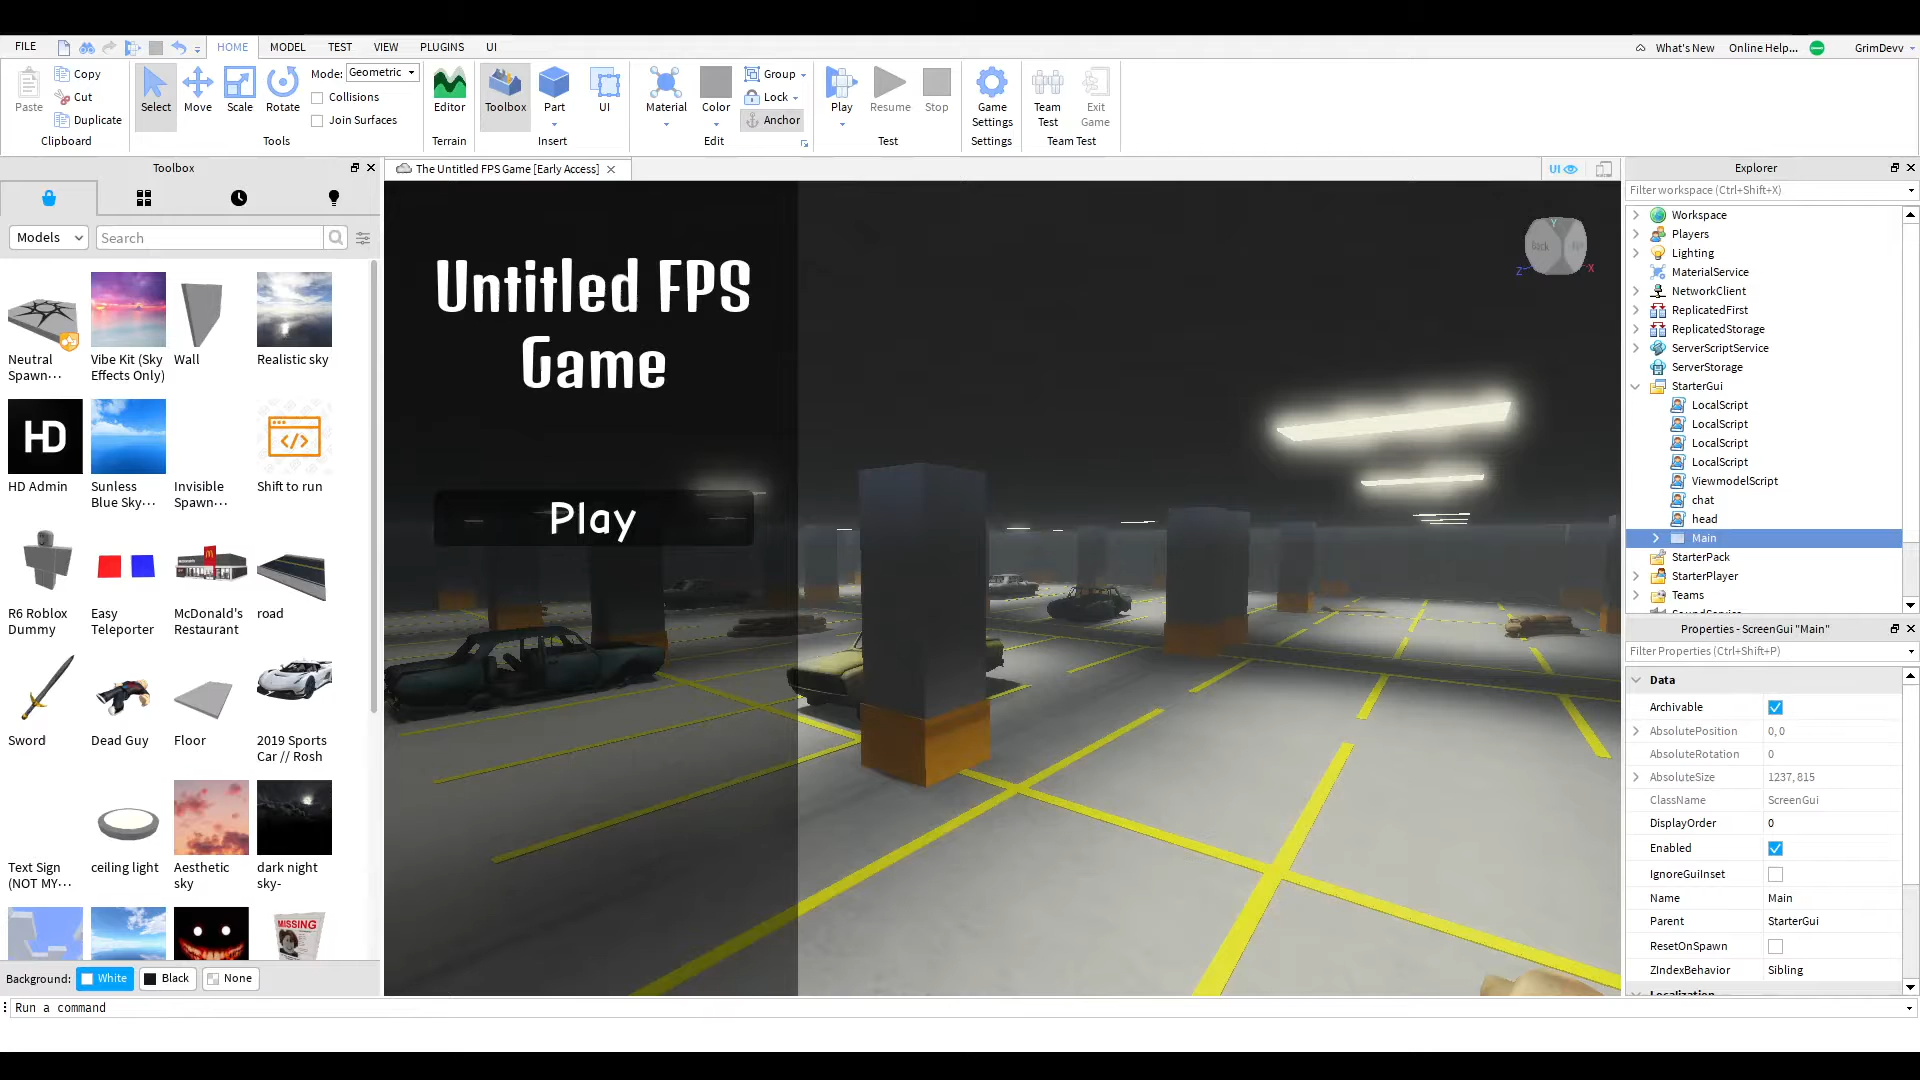 FILE
HOME
MODEL
TEST
VIEW
PLUGINS
UI
What's New
Online Help...
GrimDevv
Paste
Copy
Cut
Duplicate
Clipboard
Select
Move
Scale
Rotate
Mode:
Geometric
Collisions
Join Surfaces
Tools
Editor
Terrain
Toolbox
Part
UI
Insert
Material
Color
Group
Lock
Anchor
Edit
Play
Resume
Stop
Test
Game
Settings
Settings
Team
Test
Exit
Game
Team Test
Toolbox
Models
Search
Neutral
Spawn...
Vibe Kit (Sky
Effects Only)
Wall
Realistic sky
HD
HD Admin
Sunless
Blue Sky...
Invisible
Spawn...
Shift to run
R6 Roblox
Dummy
Easy
Teleporter
McDonald's
Restaurant
road
Sword
Dead Guy
Floor
2019 Sports
Car // Rosh
Text Sign
(NOT MY...
ceiling light
Aesthetic
sky
dark night
sky-
MISSING
Background:
White
Black
None
Run a command
The Untitled FPS Game [Early Access]
UI
Untitled FPS
Game
Play
Back
Y
Z
X
Explorer
Filter workspace (Ctrl+Shift+X)
Workspace
Players
Lighting
MaterialService
NetworkClient
ReplicatedFirst
ReplicatedStorage
ServerScriptService
ServerStorage
StarterGui
LocalScript
LocalScript
LocalScript
LocalScript
ViewmodelScript
chat
head
Main
StarterPack
StarterPlayer
Teams
SoundService
Properties - ScreenGui "Main"
Filter Properties (Ctrl+Shift+P)
Data
Archivable
AbsolutePosition 0, 0
AbsoluteRotation 0
AbsoluteSize 1237, 815
ClassName ScreenGui
DisplayOrder 0
Enabled
IgnoreGuiInset
Name Main
Parent StarterGui
ResetOnSpawn
ZIndexBehavior Sibling
Localization